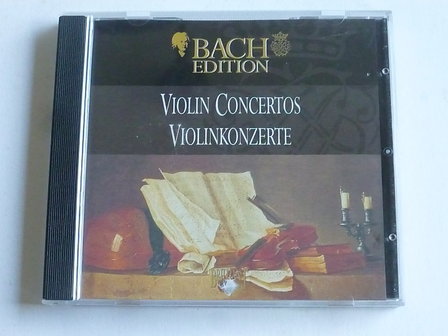 BACH
EDITION
VIOLIN CONCERTOS
VIOLINKONZERTE